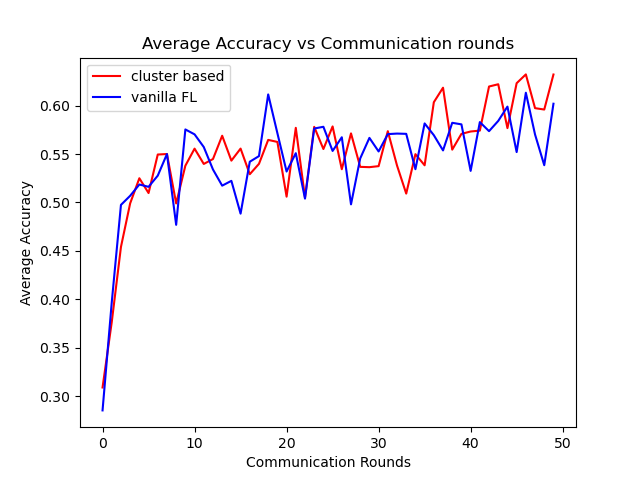 Average Accuracy vs Communication rounds
cluster based
vanilla FL
Average Accuracy
0.60
0.55
0.50
0.45
0.40
0.35
0.30
0 10 20 30 40 50
Communication Rounds